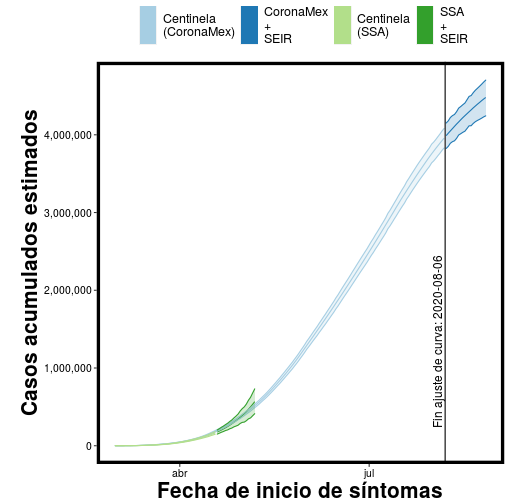 Centinela
(CoronaMex)
CoronaMex
+
SEIR
Centinela
(SSA)
SSA
+
SEIR
Casos acumulados estimados
4,000,000
3,000,000
2,000,000
1,000,000
0
Fin ajuste de curva: 2020-08-06
abr
jul
Fecha de inicio de síntomas